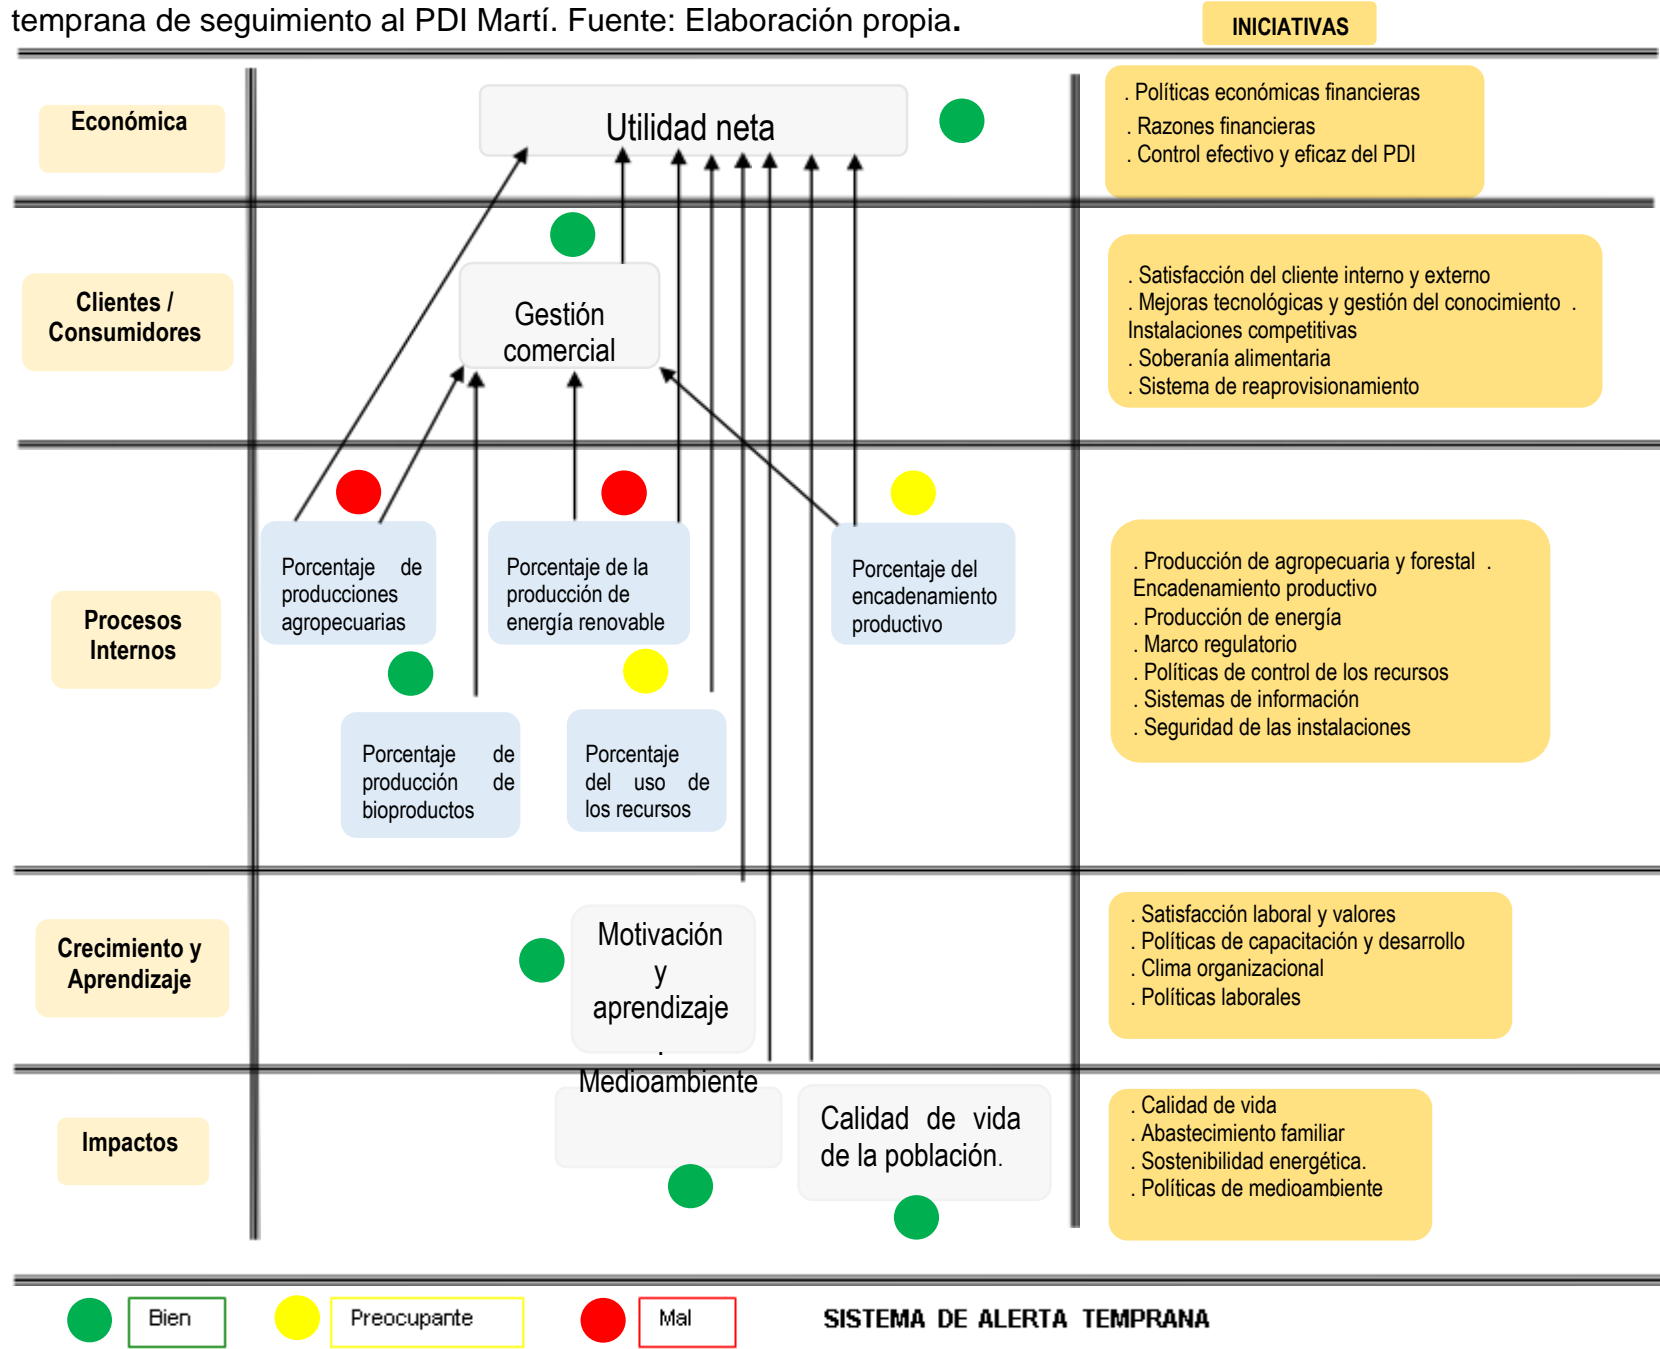 temprana de seguimiento al PDI Martí. Fuente: Elaboración propia.
INICIATIVAS
Económica
Utilidad neta
. Políticas económicas financieras
. Razones financieras
. Control efectivo y eficaz del PDI
Clientes /
Consumidores
Gestión
comercial
. Satisfacción del cliente interno y externo
. Mejoras tecnológicas y gestión del conocimiento .
Instalaciones competitivas
. Soberanía alimentaria
. Sistema de reaprovisionamiento
Procesos
Internos
Porcentaje de
producciones
agropecuarias
Porcentaje de la
producción de
energía renovable
Porcentaje del
encadenamiento
productivo
Porcentaje de
producción de
bioproductos
Porcentaje
del uso de
los recursos
. Producción de agropecuaria y forestal .
Encadenamiento productivo
. Producción de energía
. Marco regulatorio
. Políticas de control de los recursos
. Sistemas de información
. Seguridad de las instalaciones
Crecimiento y
Aprendizaje
Motivación
y
aprendizaje
.
. Satisfacción laboral y valores
. Políticas de capacitación y desarrollo
. Clima organizacional
. Políticas laborales
Impactos
Medioambiente
Calidad de vida
de la población.
. Calidad de vida
. Abastecimiento familiar
. Sostenibilidad energética.
. Políticas de medioambiente
Bien
Preocupante
Mal
SISTEMA DE ALERTA TEMPRANA